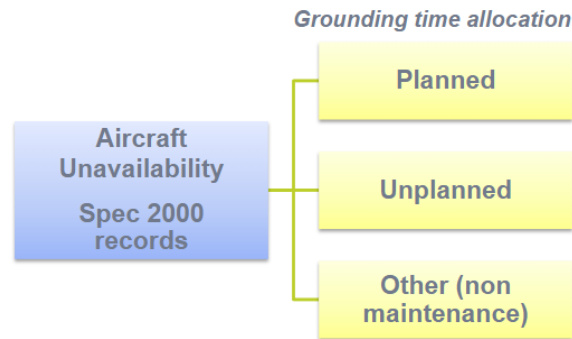 Grounding time allocation
Planned
Aircraft
Unavailability
Spec 2000
records
Unplanned
Other (non
maintenance)